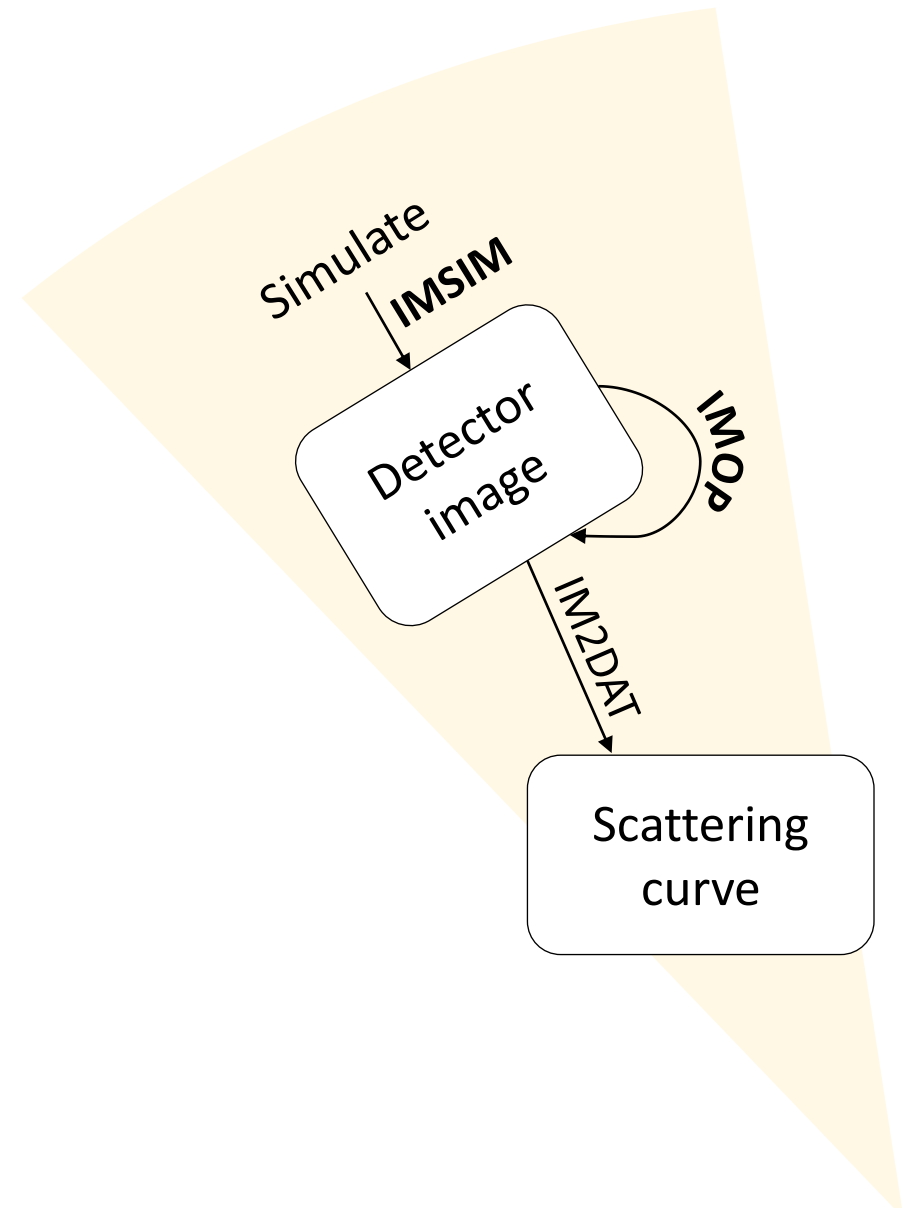 Simulate
IMSIM
Detector
image
IMOP
IM2DAT
Scattering
curve